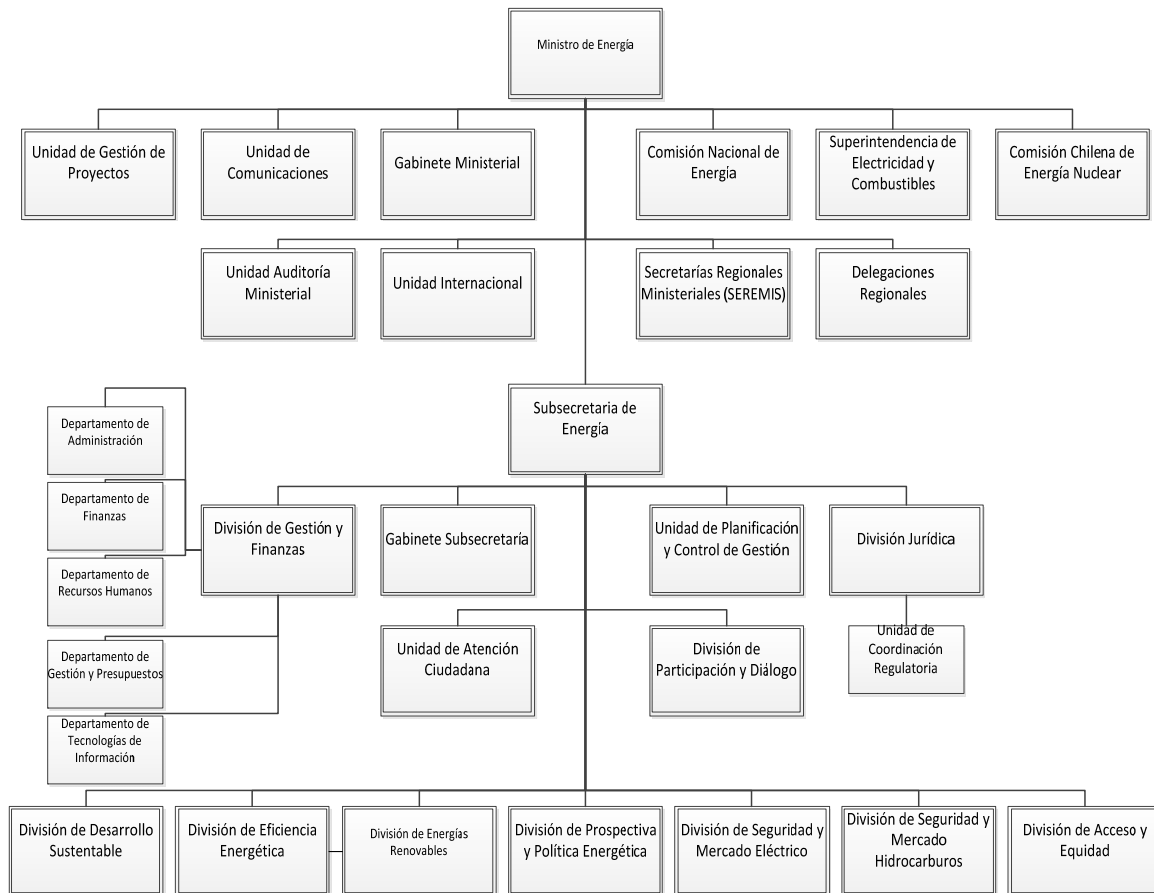 Ministro de Energía
Unidad de Gestión de
Proyectos
Unidad de
Comunicaciones
Gabinete Ministerial
Comisión Nacional de
Energía
Superintendencia de
Electricidad y
Combustibles
Comisión Chilena de
Energía Nuclear
Unidad Auditoría
Ministerial
Unidad Internacional
Secretarías Regionales
Ministeriales (SEREMIS)
Delegaciones
Regionales
Subsecretaria de
Energía
Departamento de
Administración
Departamento de
Finanzas
Departamento de
Recursos Humanos
Departamento de
Gestión y Presupuestos
Departamento de
Tecnologías de
Información
División de Gestión y
Finanzas
Gabinete Subsecretaría
Unidad de Planificación
y Control de Gestión
División Jurídica
Unidad de Atención
Ciudadana
División de
Participación y Diálogo
Unidad de
Coordinación
Regulatoria
División de Desarrollo
Sustentable
División de Eficiencia
Energética
División de Energías
Renovables
División de Prospectiva
y Política Energética
División de Seguridad y
Mercado Eléctrico
División de Seguridad y
Mercado
Hidrocarburos
División de Acceso y
Equidad